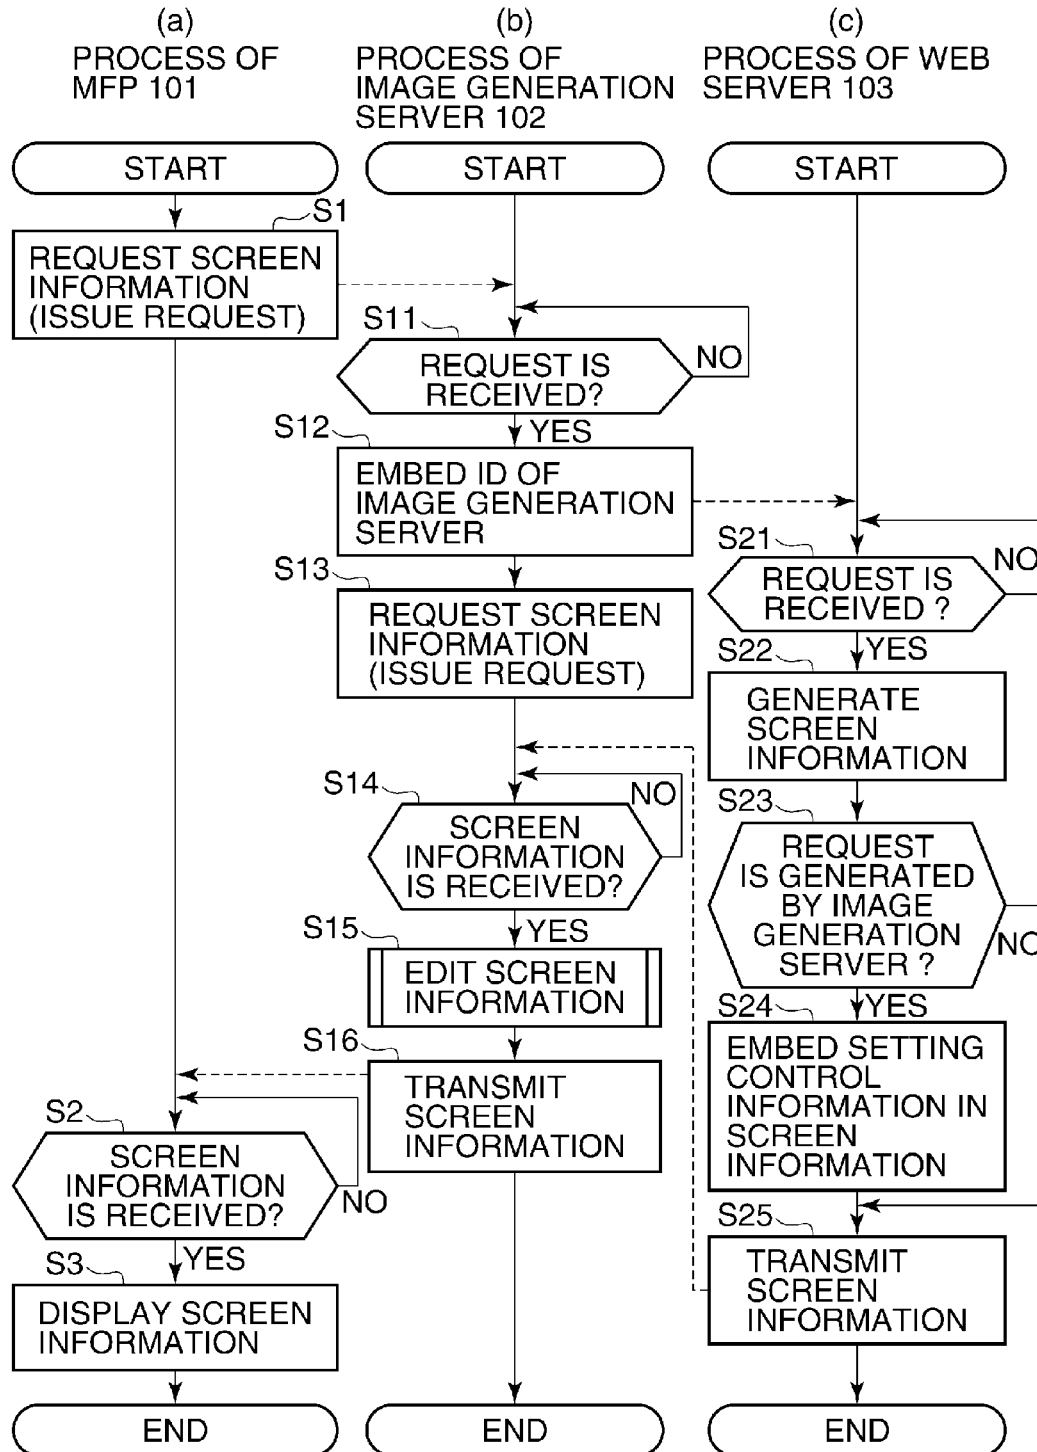 (a)
PROCESS OF
MFP 101
START
S1
REQUEST SCREEN
INFORMATION
(ISSUE REQUEST)
S2
SCREEN
INFORMATION
IS RECEIVED?
NO
YES
S3
DISPLAY SCREEN
INFORMATION
END
(b)
PROCESS OF
IMAGE GENERATION
SERVER 102
START
S11
REQUEST IS
RECEIVED?
NO
YES
S12
EMBED ID OF
IMAGE GENERATION
SERVER
S13
REQUEST SCREEN
INFORMATION
(ISSUE REQUEST)
S14
NO
SCREEN
INFORMATION
IS RECEIVED?
YES
S15
EDIT SCREEN
INFORMATION
S16
TRANSMIT
SCREEN
INFORMATION
END
(c)
PROCESS OF WEB
SERVER 103
START
S21
NO
REQUEST IS
RECEIVED ?
YES
S22
GENERATE
SCREEN
INFORMATION
S23
REQUEST
IS GENERATED
BY IMAGE
GENERATION
SERVER ?
NO
YES
S24
EMBED SETTING
CONTROL
INFORMATION IN
SCREEN
INFORMATION
S25
TRANSMIT
SCREEN
INFORMATION
END